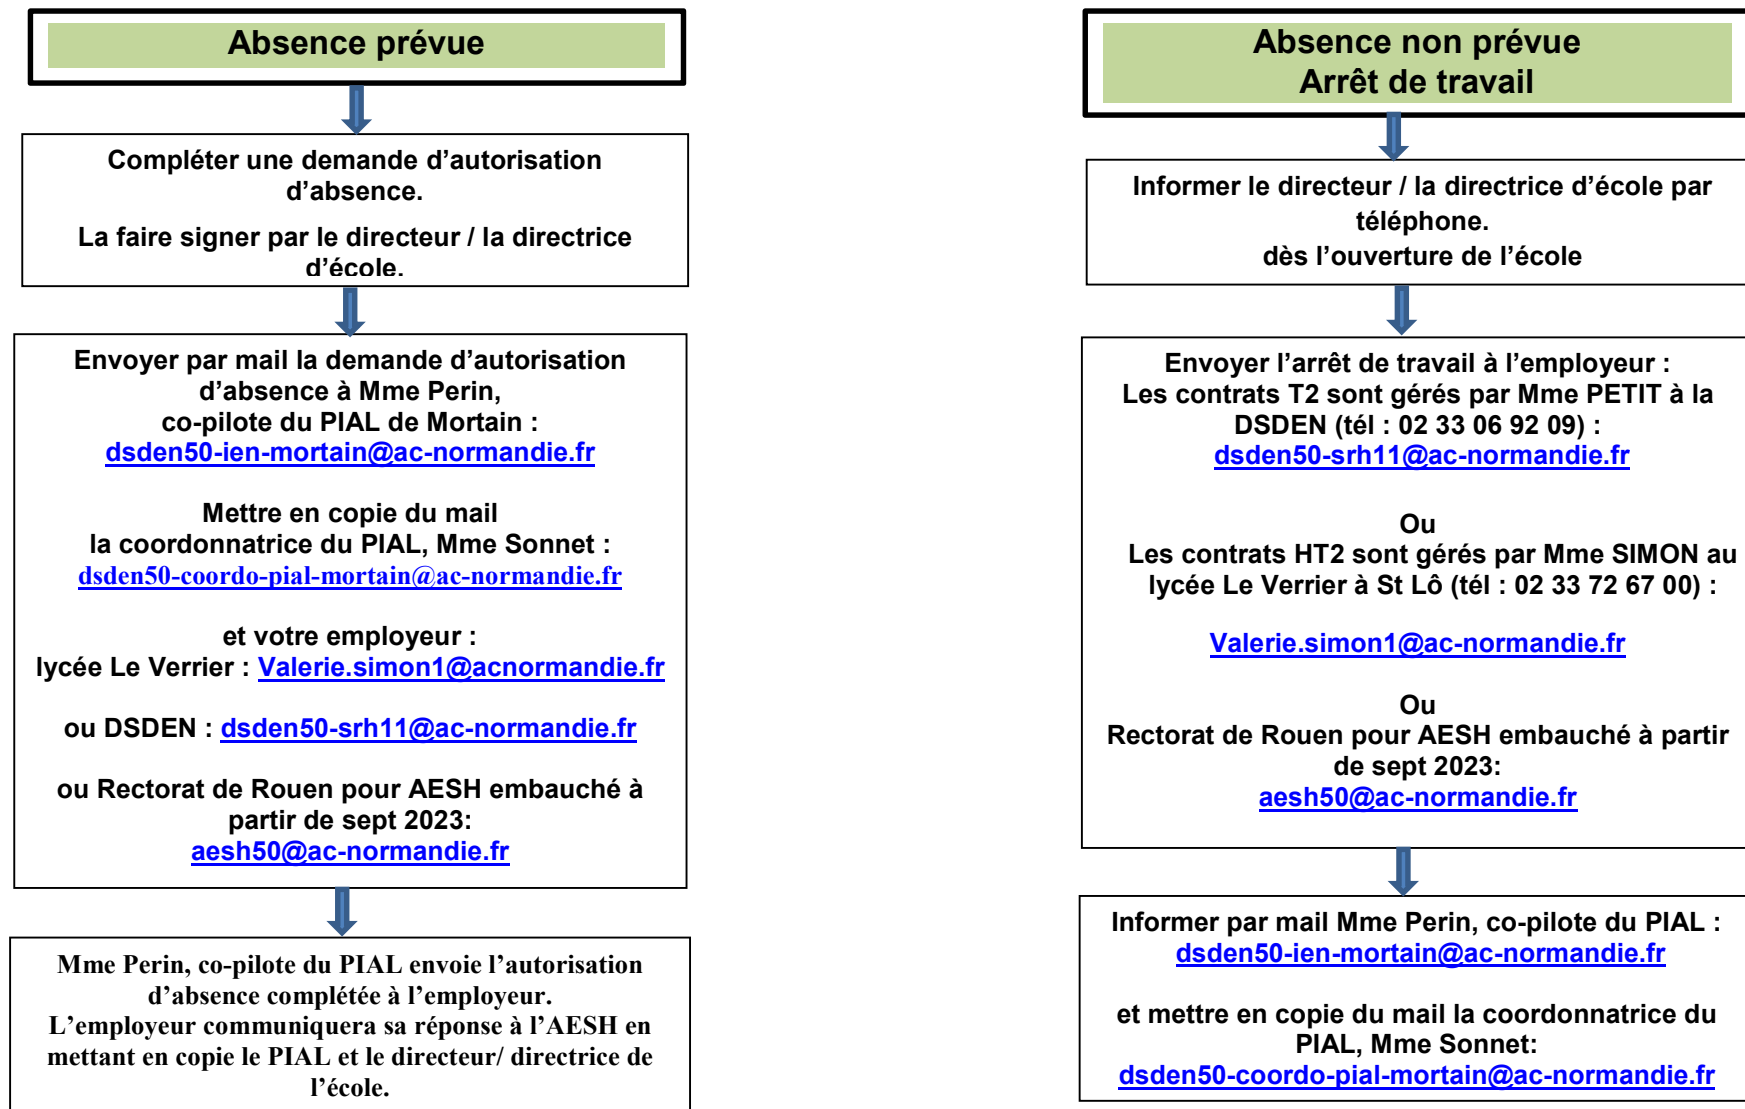 Absence prévue
Compléter une demande d’autorisation
d’absence.
La faire signer par le directeur / la directrice
d’école.
Envoyer par mail la demande d’autorisation
d’absence à Mme Perin,
co-pilote du PIAL de Mortain :
dsden50-ien-mortain@ac-normandie.fr
Mettre en copie du mail
la coordonnatrice du PIAL, Mme Sonnet :
dsden50-coordo-pial-mortain@ac-normandie.fr
et votre employeur :
lycée Le Verrier : Valerie.simon1@acnormandie.fr
ou DSDEN : dsden50-srh11@ac-normandie.fr
ou Rectorat de Rouen pour AESH embauché à
partir de sept 2023:
aesh50@ac-normandie.fr
Mme Perin, co-pilote du PIAL envoie l’autorisation
d’absence complétée à l’employeur.
L’employeur communiquera sa réponse à l’AESH en
mettant en copie le PIAL et le directeur/ directrice de
l’école.
Absence non prévue
Arrêt de travail
Informer le directeur / la directrice d’école par
téléphone.
dès l’ouverture de l’école
Envoyer l’arrêt de travail à l’employeur :
Les contrats T2 sont gérés par Mme PETIT à la
DSDEN (tél : 02 33 06 92 09) :
dsden50-srh11@ac-normandie.fr
Ou
Les contrats HT2 sont gérés par Mme SIMON au
lycée Le Verrier à St Lô (tél : 02 33 72 67 00) :
Valerie.simon1@ac-normandie.fr
Ou
Rectorat de Rouen pour AESH embauché à partir
de sept 2023:
aesh50@ac-normandie.fr
Informer par mail Mme Perin, co-pilote du PIAL :
dsden50-ien-mortain@ac-normandie.fr
et mettre en copie du mail la coordonnatrice du
PIAL, Mme Sonnet:
dsden50-coordo-pial-mortain@ac-normandie.fr